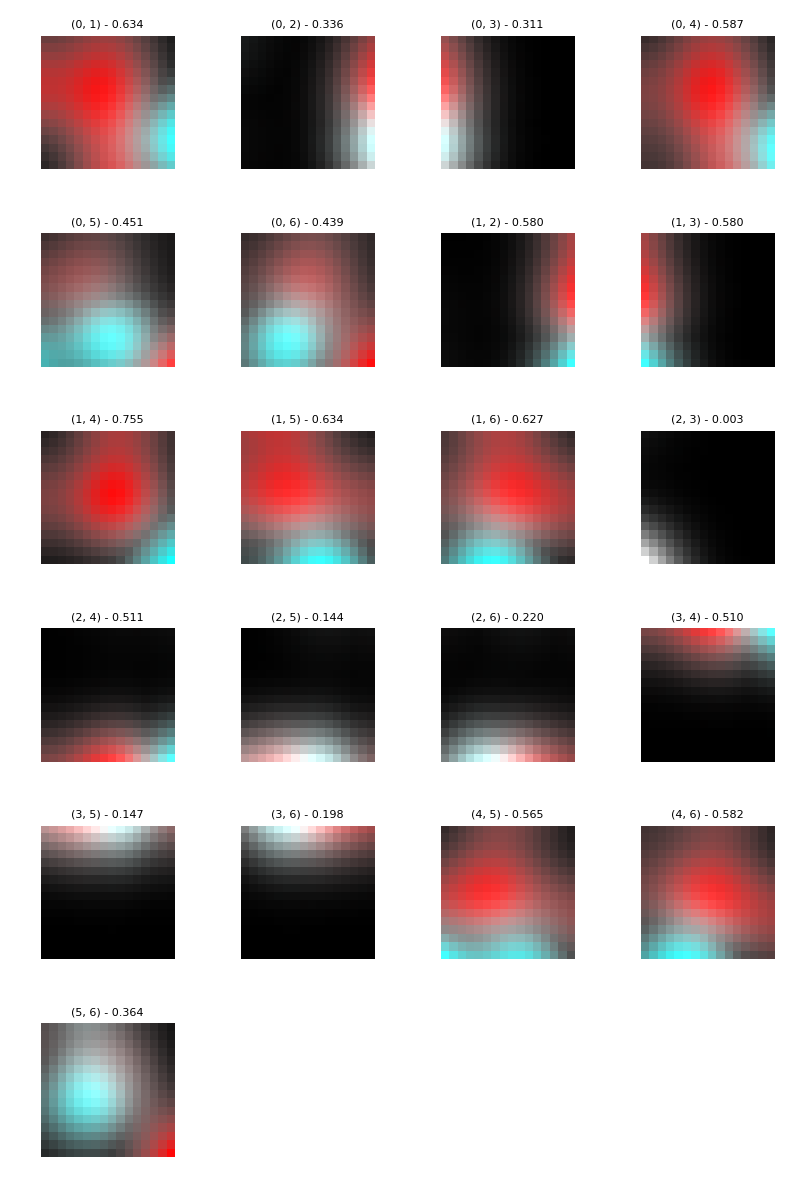 (0, 1) - 0.634
(0, 2) - 0.336
(0, 3) - 0.311
(0, 4) - 0.587
(0, 5) - 0.451
(0, 6) - 0.439
(1, 2) - 0.580
(1, 3) - 0.580
(1, 4) - 0.755
(1, 5) - 0.634
(1, 6) - 0.627
(2, 3) - 0.003
(2, 4) - 0.511
(2, 5) - 0.144
(2, 6) - 0.220
(3, 4) - 0.510
(3, 5) - 0.147
(3, 6) - 0.198
(4, 5) - 0.565
(4, 6) - 0.582
(5, 6) - 0.364